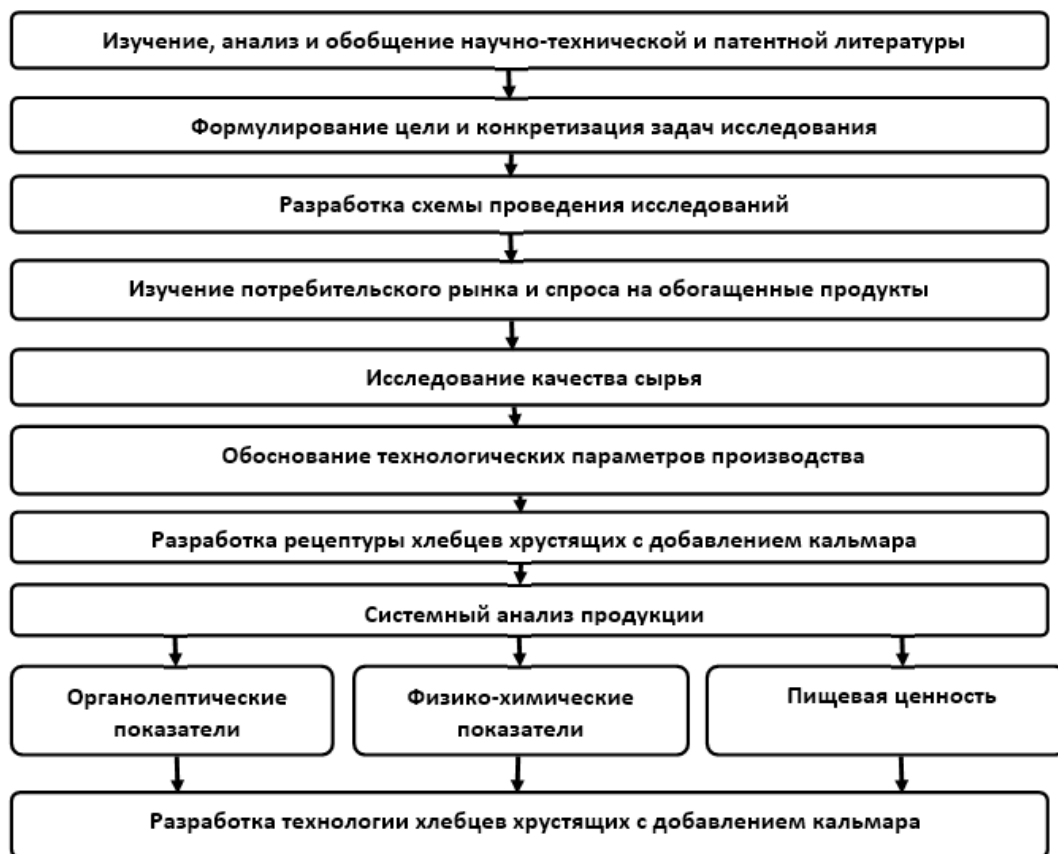 Изучение, анализ и обобщение научно-технической и патентной литературы
Формулирование цели и конкретизация задач исследования
Разработка схемы проведения исследований
Изучение потребительского рынка и спроса на обогащенные продукты
Исследование качества сырья
Обоснование технологических параметров производства
Разработка рецептуры хлебцев хрустящих с добавлением кальмара
Системный анализ продукции
Органолептические
показатели
Физико-химические
показатели
Пищевая ценность
Разработка технологии хлебцев хрустящих с добавлением кальмара